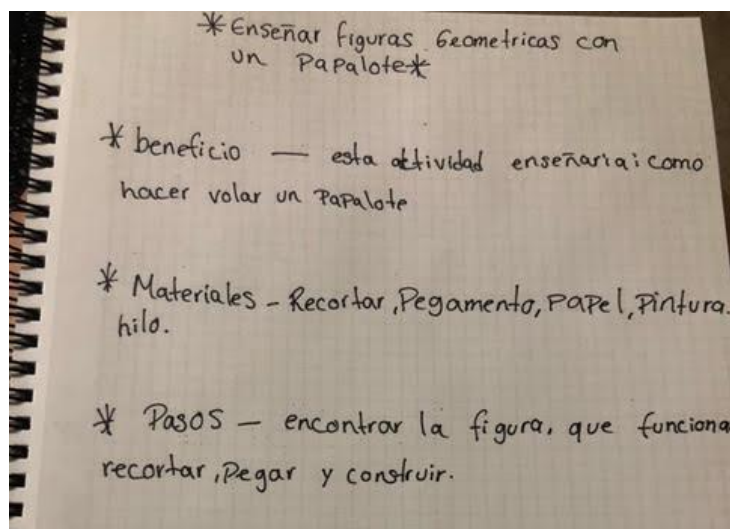 *Enseñar figuras Geometricas con
un Papalote*
* beneficio — esta actividad enseñaria: como
hacer volar un Papalote
* Materiales - Recortar, Pegamento, Papel, Pintura.
hilo.
* Pasos - encontrar la figura, que funciona
recortar, Pegar y construir.